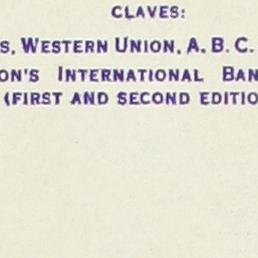 CLAVES:
S, WESTERN UNION, A. B. C.
ON'S INTERNATIONAL BAN
(FIRST AND SECOND EDITIO